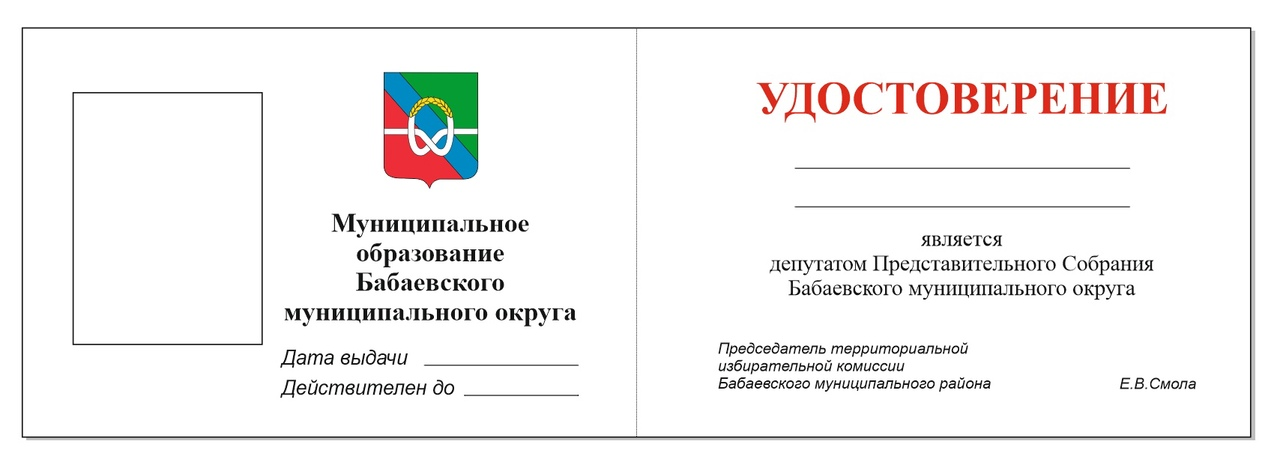 Муниципальное
образование
Бабаевского
муниципального округа
Дата выдачи
Действителен до
УДОСТОВЕРЕНИЕ
является
депутатом Представительного Собрания
Бабаевского муниципального округа
Председатель территориальной
избирательной комиссии
Бабаевского муниципального района Е.В.Смола